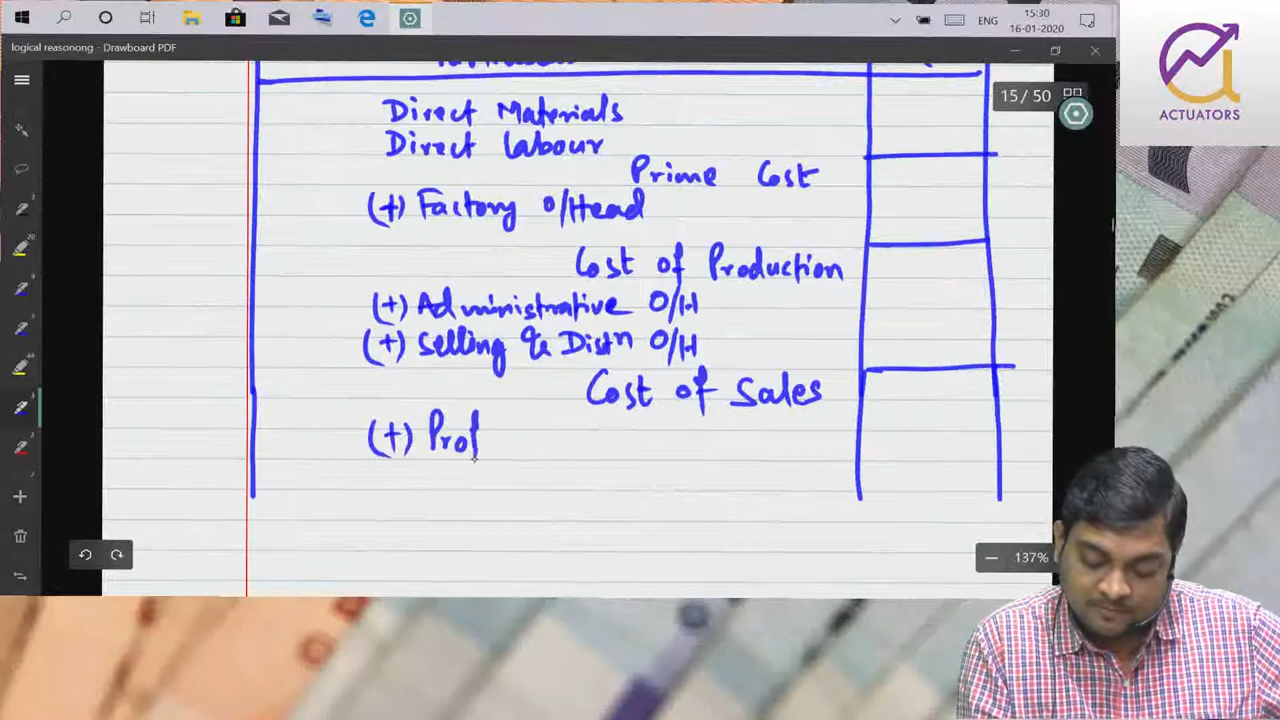 15:30
ENG
16-01-2020
logical reasonong - Drawboard PDF
ACTUATORS
15 / 50
Direct Materials
Direct Labour
Prime Cost
(+) Factory O/Head
Cost of Production
(+) Administrative O/H
(+) Selling & Distn O/H
Cost of Sales
(+) Prof
137%